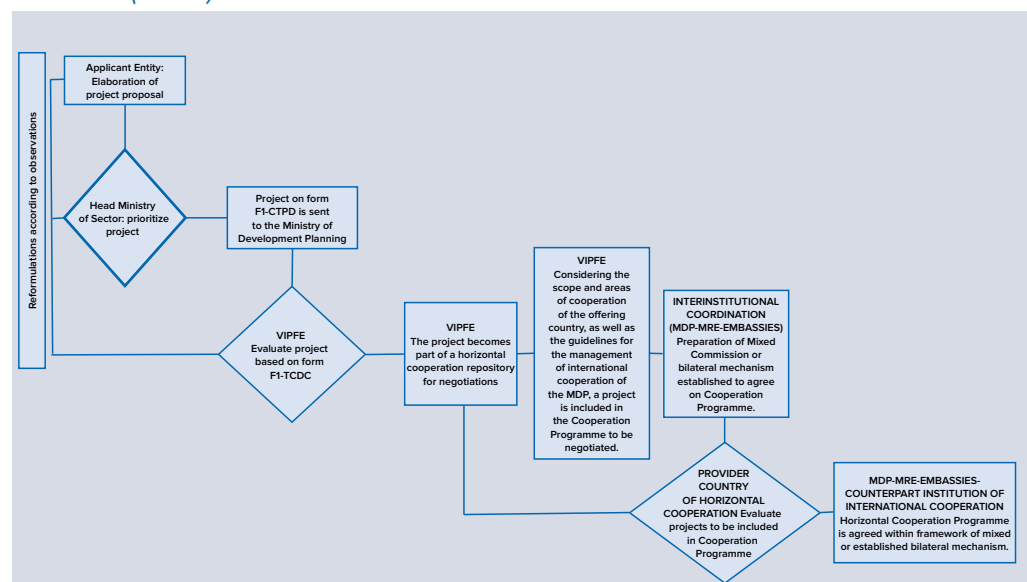 Reformulations according to observations
Applicant Entity:
Elaboration of
project proposal
Head Ministry
of Sector: prioritize
project
Project on form
F1-CTPD is sent
to the Ministry of
Development Planning
VIPFE
Evaluate project
based on form
F1-TCDC
VIPFE
The project becomes
part of a horizontal
cooperation repository
for negotiations
VIPFE
Considering the
scope and areas
of cooperation
of the offering
country, as well as
the guidelines for
the management
of international
cooperation of
the MDP, a project
is included in
the Cooperation
Programme to be
negotiated.
INTERINSTITUTIONAL
COORDINATION
(MDP-MRE-EMBASSIES)
Preparation of Mixed
Commission or
bilateral mechanism
established to agree
on Cooperation
Programme.
PROVIDER
COUNTRY
OF HORIZONTAL
COOPERATION Evaluate
projects to be included
in Cooperation
Programme
MDP-MRE-EMBASSIES-
COUNTERPART INSTITUTION OF
INTERNATIONAL COOPERATION
Horizontal Cooperation Programme
is agreed within framework of mixed
or established bilateral mechanism.